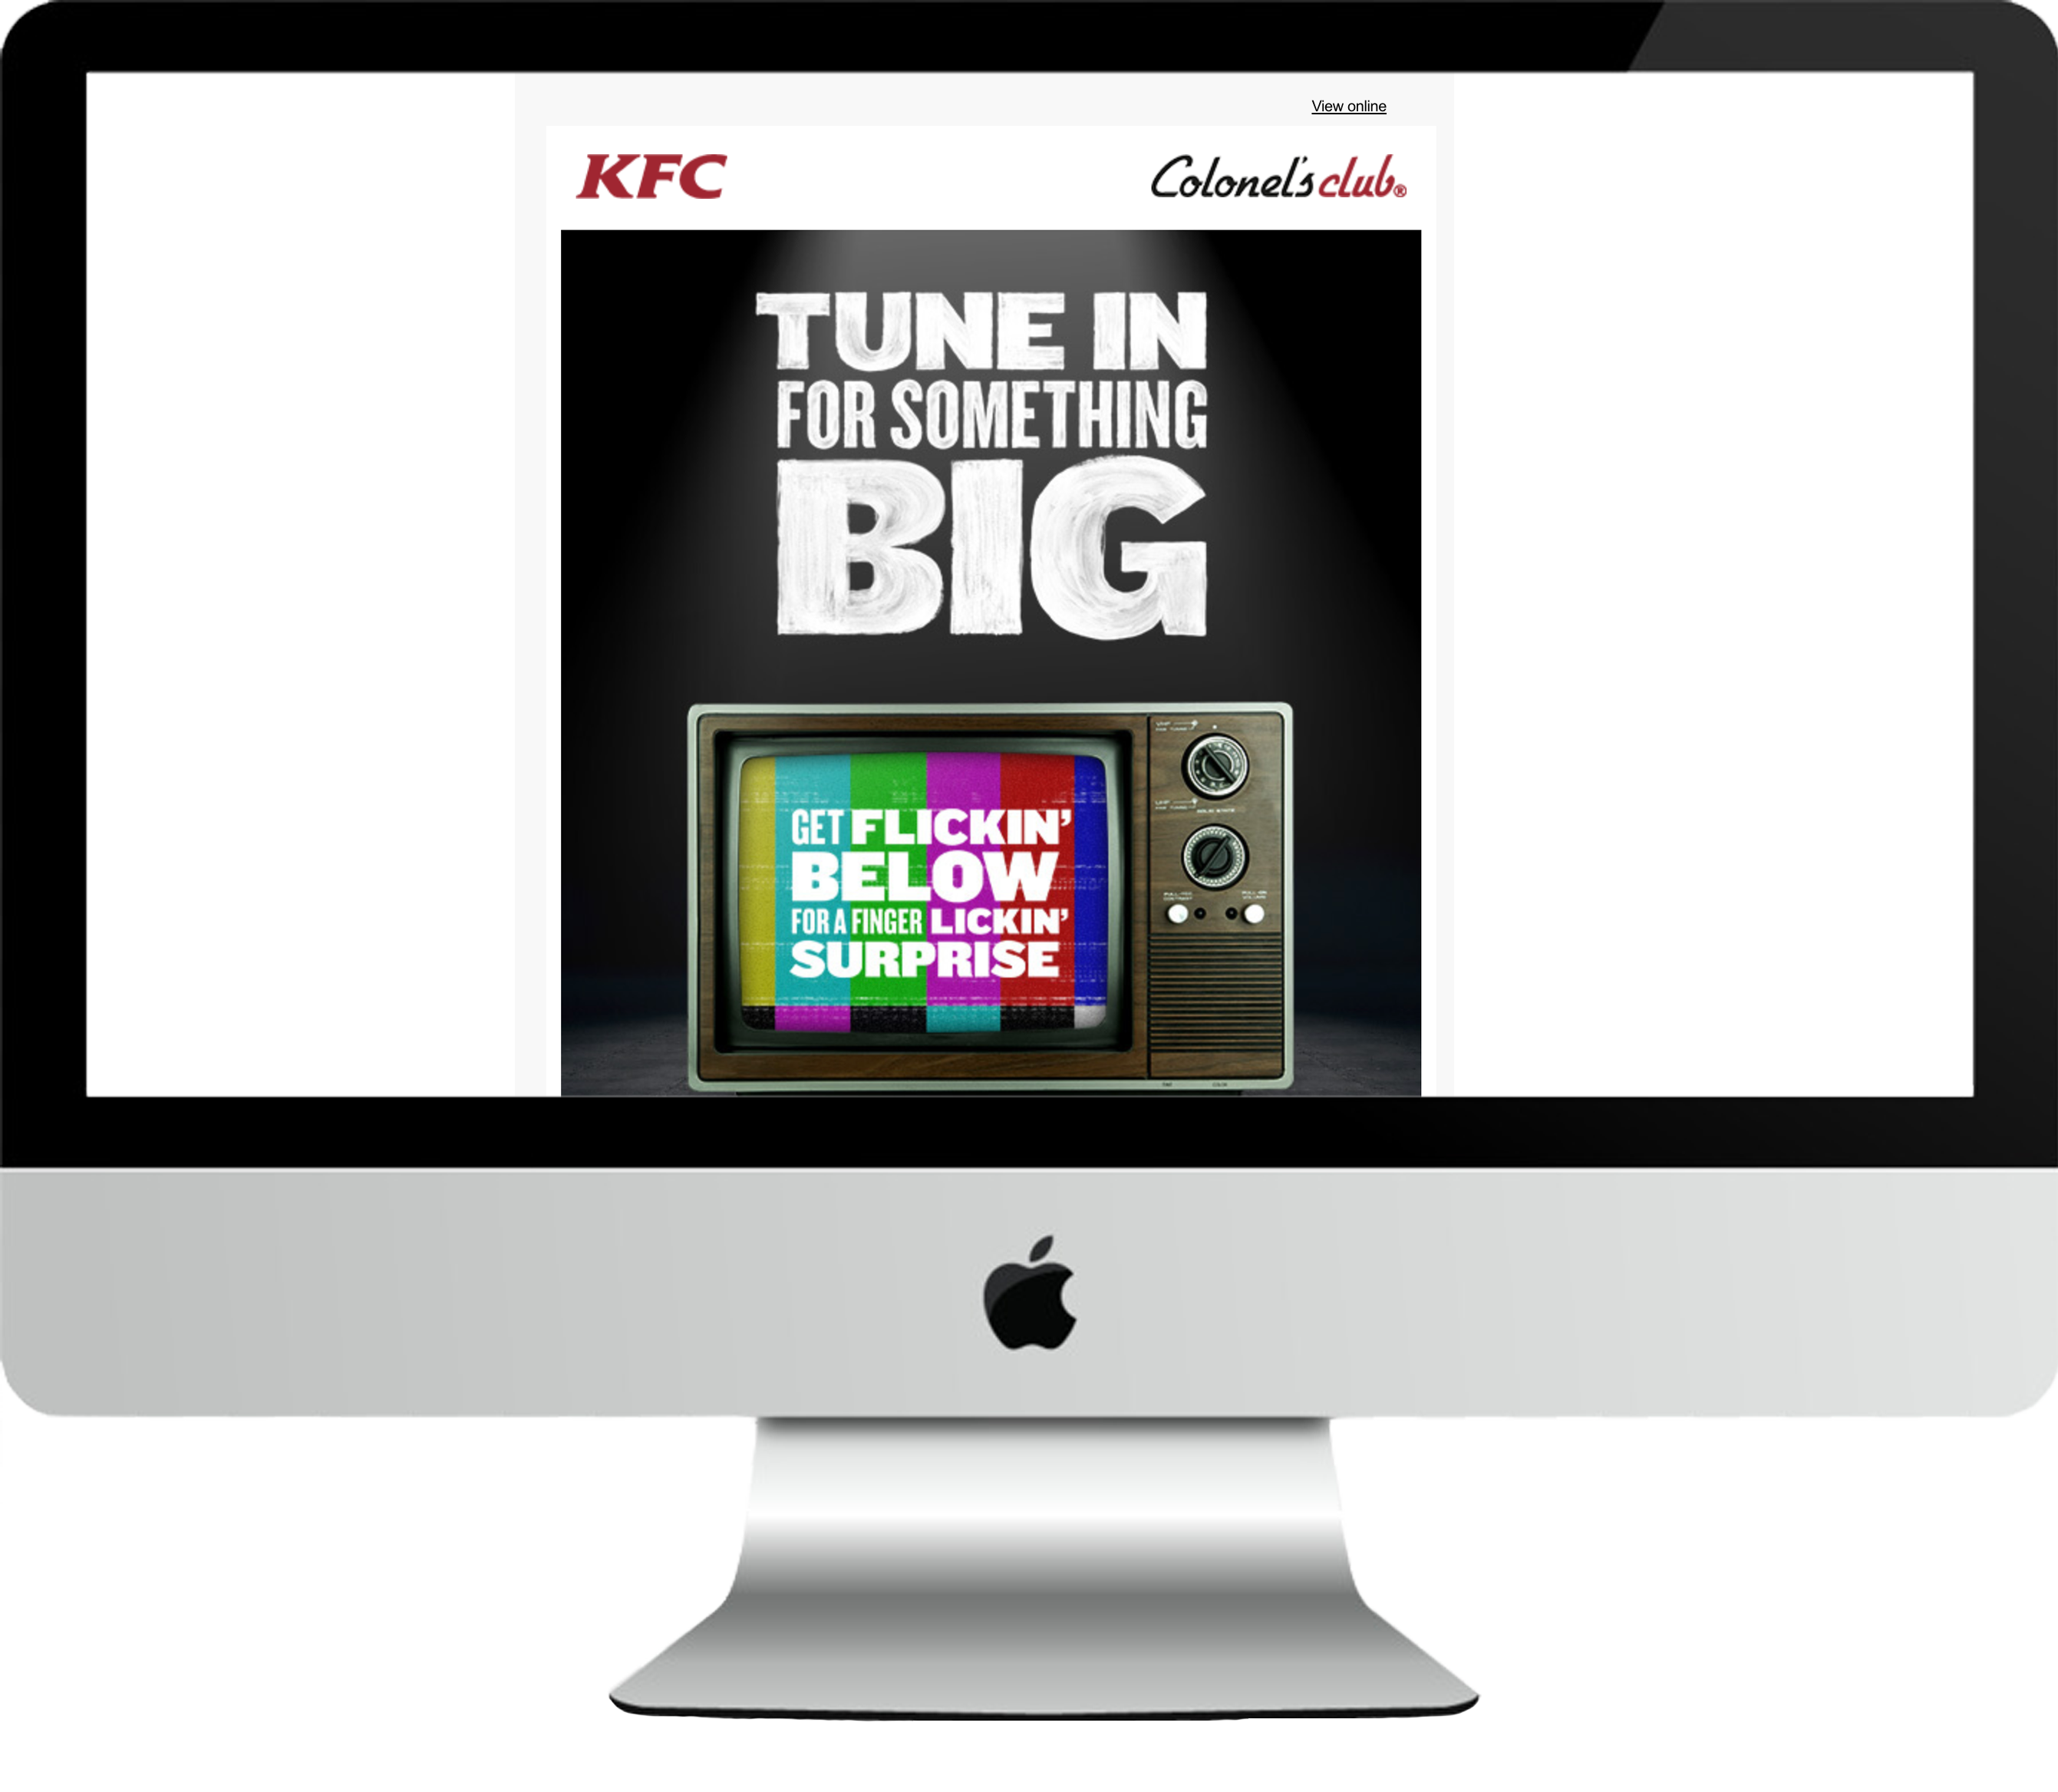 View online
KFC
Colonel's club®
TUNE IN
FOR SOMETHING
BIG
GET FLICKIN'
BELOW
FOR A FINGER LICKIN'
SURPRISE